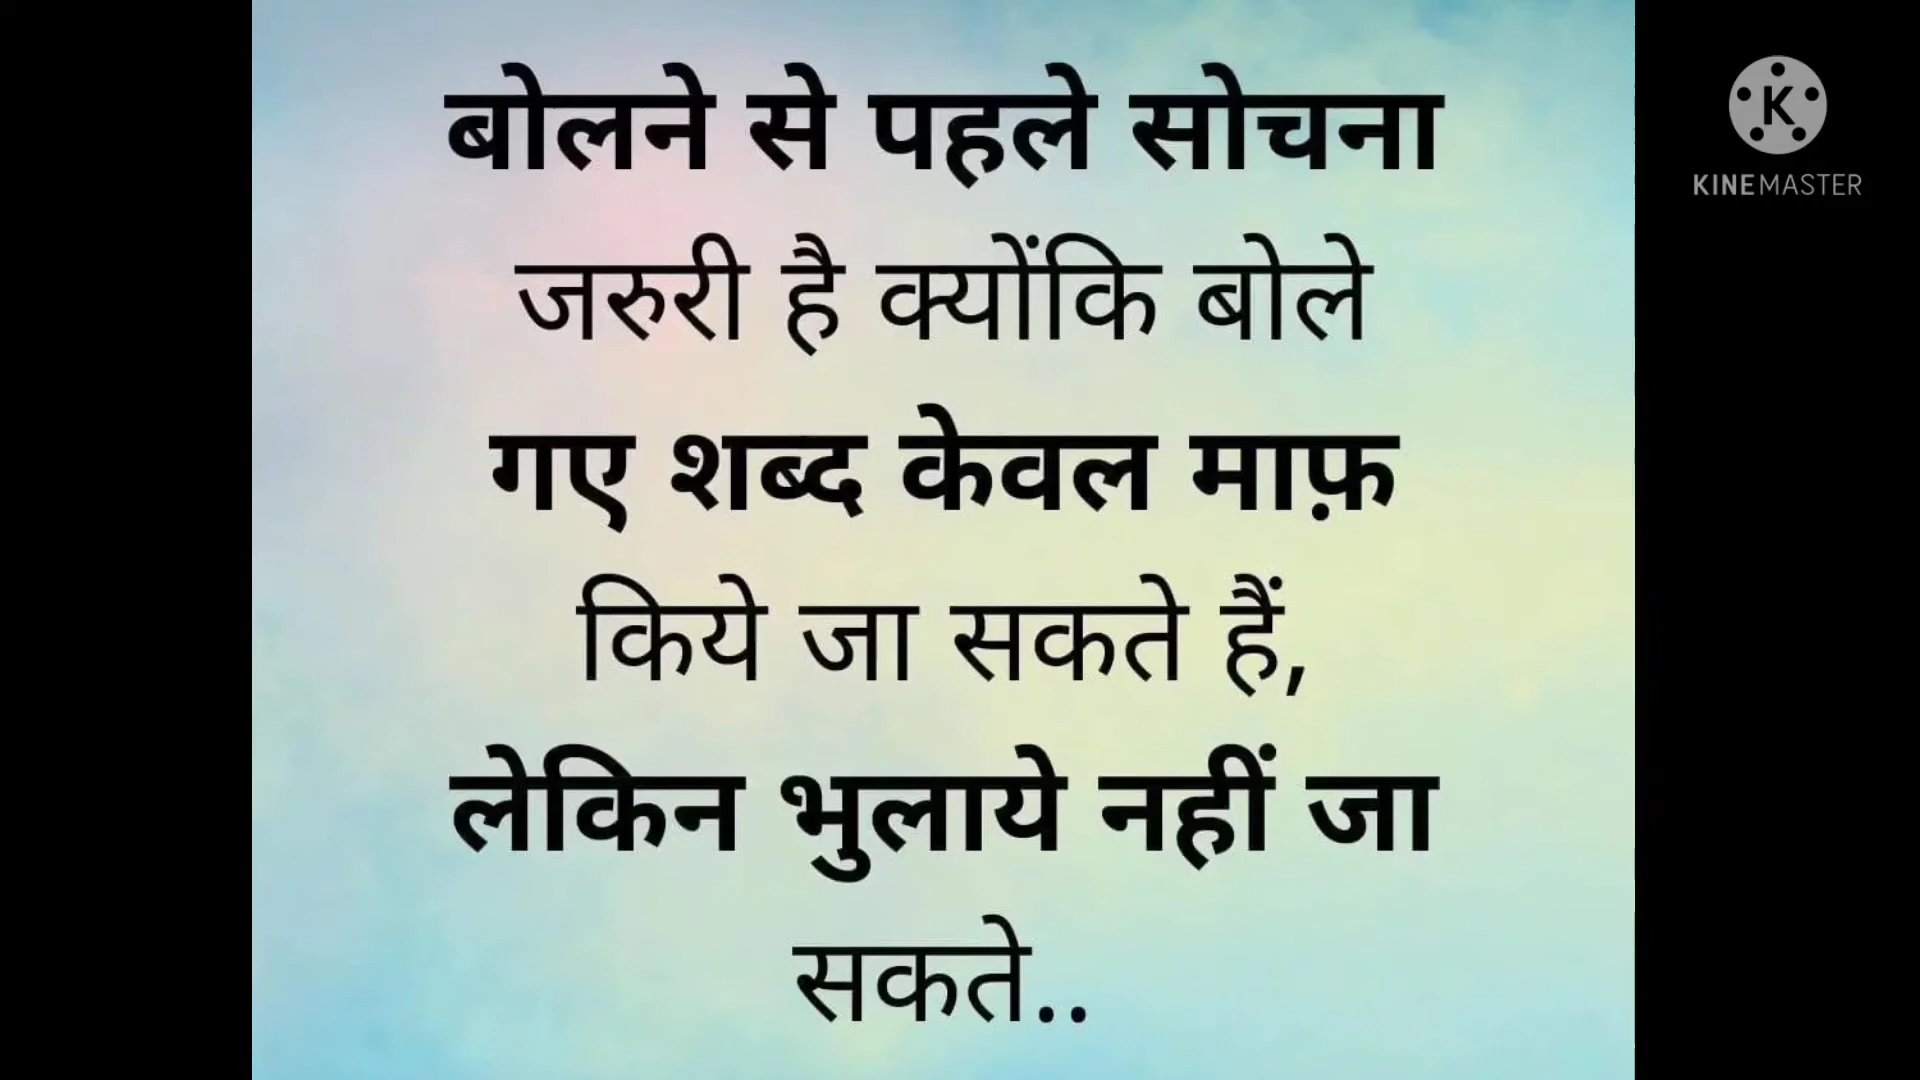 बोलने से पहले सोचना
जरुरी है क्योंकि बोले
गए शब्द केवल माफ़
किये जा सकते हैं,
लेकिन भुलाये नहीं जा
सकते..
K
KINEMASTER